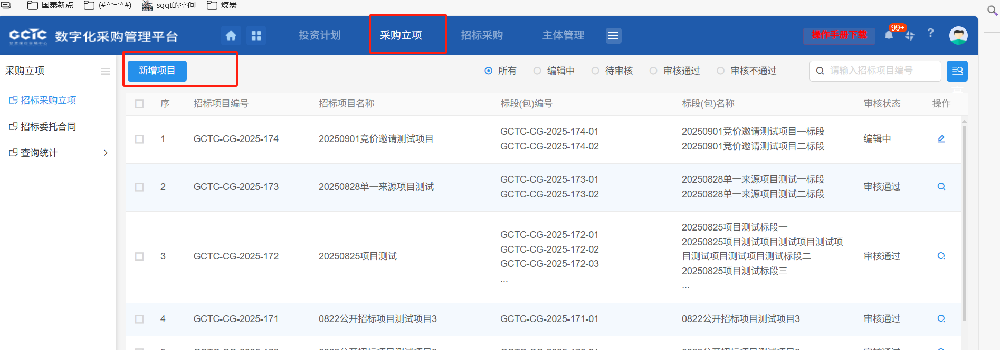 国泰新点 (#^︶^#) sgqt的空间 煤炭
GCTC 数字化采购管理平台 投资计划 采购立项 招标采购 主体管理 操作手册下载 99+ ?
采购立项 新增项目 所有 编辑中 待审核 审核通过 审核不通过 请输入招标项目编号
招标采购立项
招标委托合同
查询统计
序 招标项目编号 招标项目名称 标段(包)编号 标段(包)名称 审核状态 操作
1 GCTC-CG-2025-174 20250901竞价邀请测试项目 GCTC-CG-2025-174-01 20250901竞价邀请测试项目一标段 编辑中
GCTC-CG-2025-174-02 20250901竞价邀请测试项目二标段
2 GCTC-CG-2025-173 20250828单一来源项目测试 GCTC-CG-2025-173-01 20250828单一来源项目测试一标段 审核通过
GCTC-CG-2025-173-02 20250828单一来源项目测试二标段
3 GCTC-CG-2025-172 20250825项目测试 GCTC-CG-2025-172-01 20250825项目测试标段一 审核通过
GCTC-CG-2025-172-02 20250825项目测试项目测试项目测试项
目测试项目测试项目测试标段二
GCTC-CG-2025-172-03 20250825项目测试标段三
... ...
4 GCTC-CG-2025-171 0822公开招标项目测试项目3 GCTC-CG-2025-171-01 0822公开招标项目测试项目3 审核通过